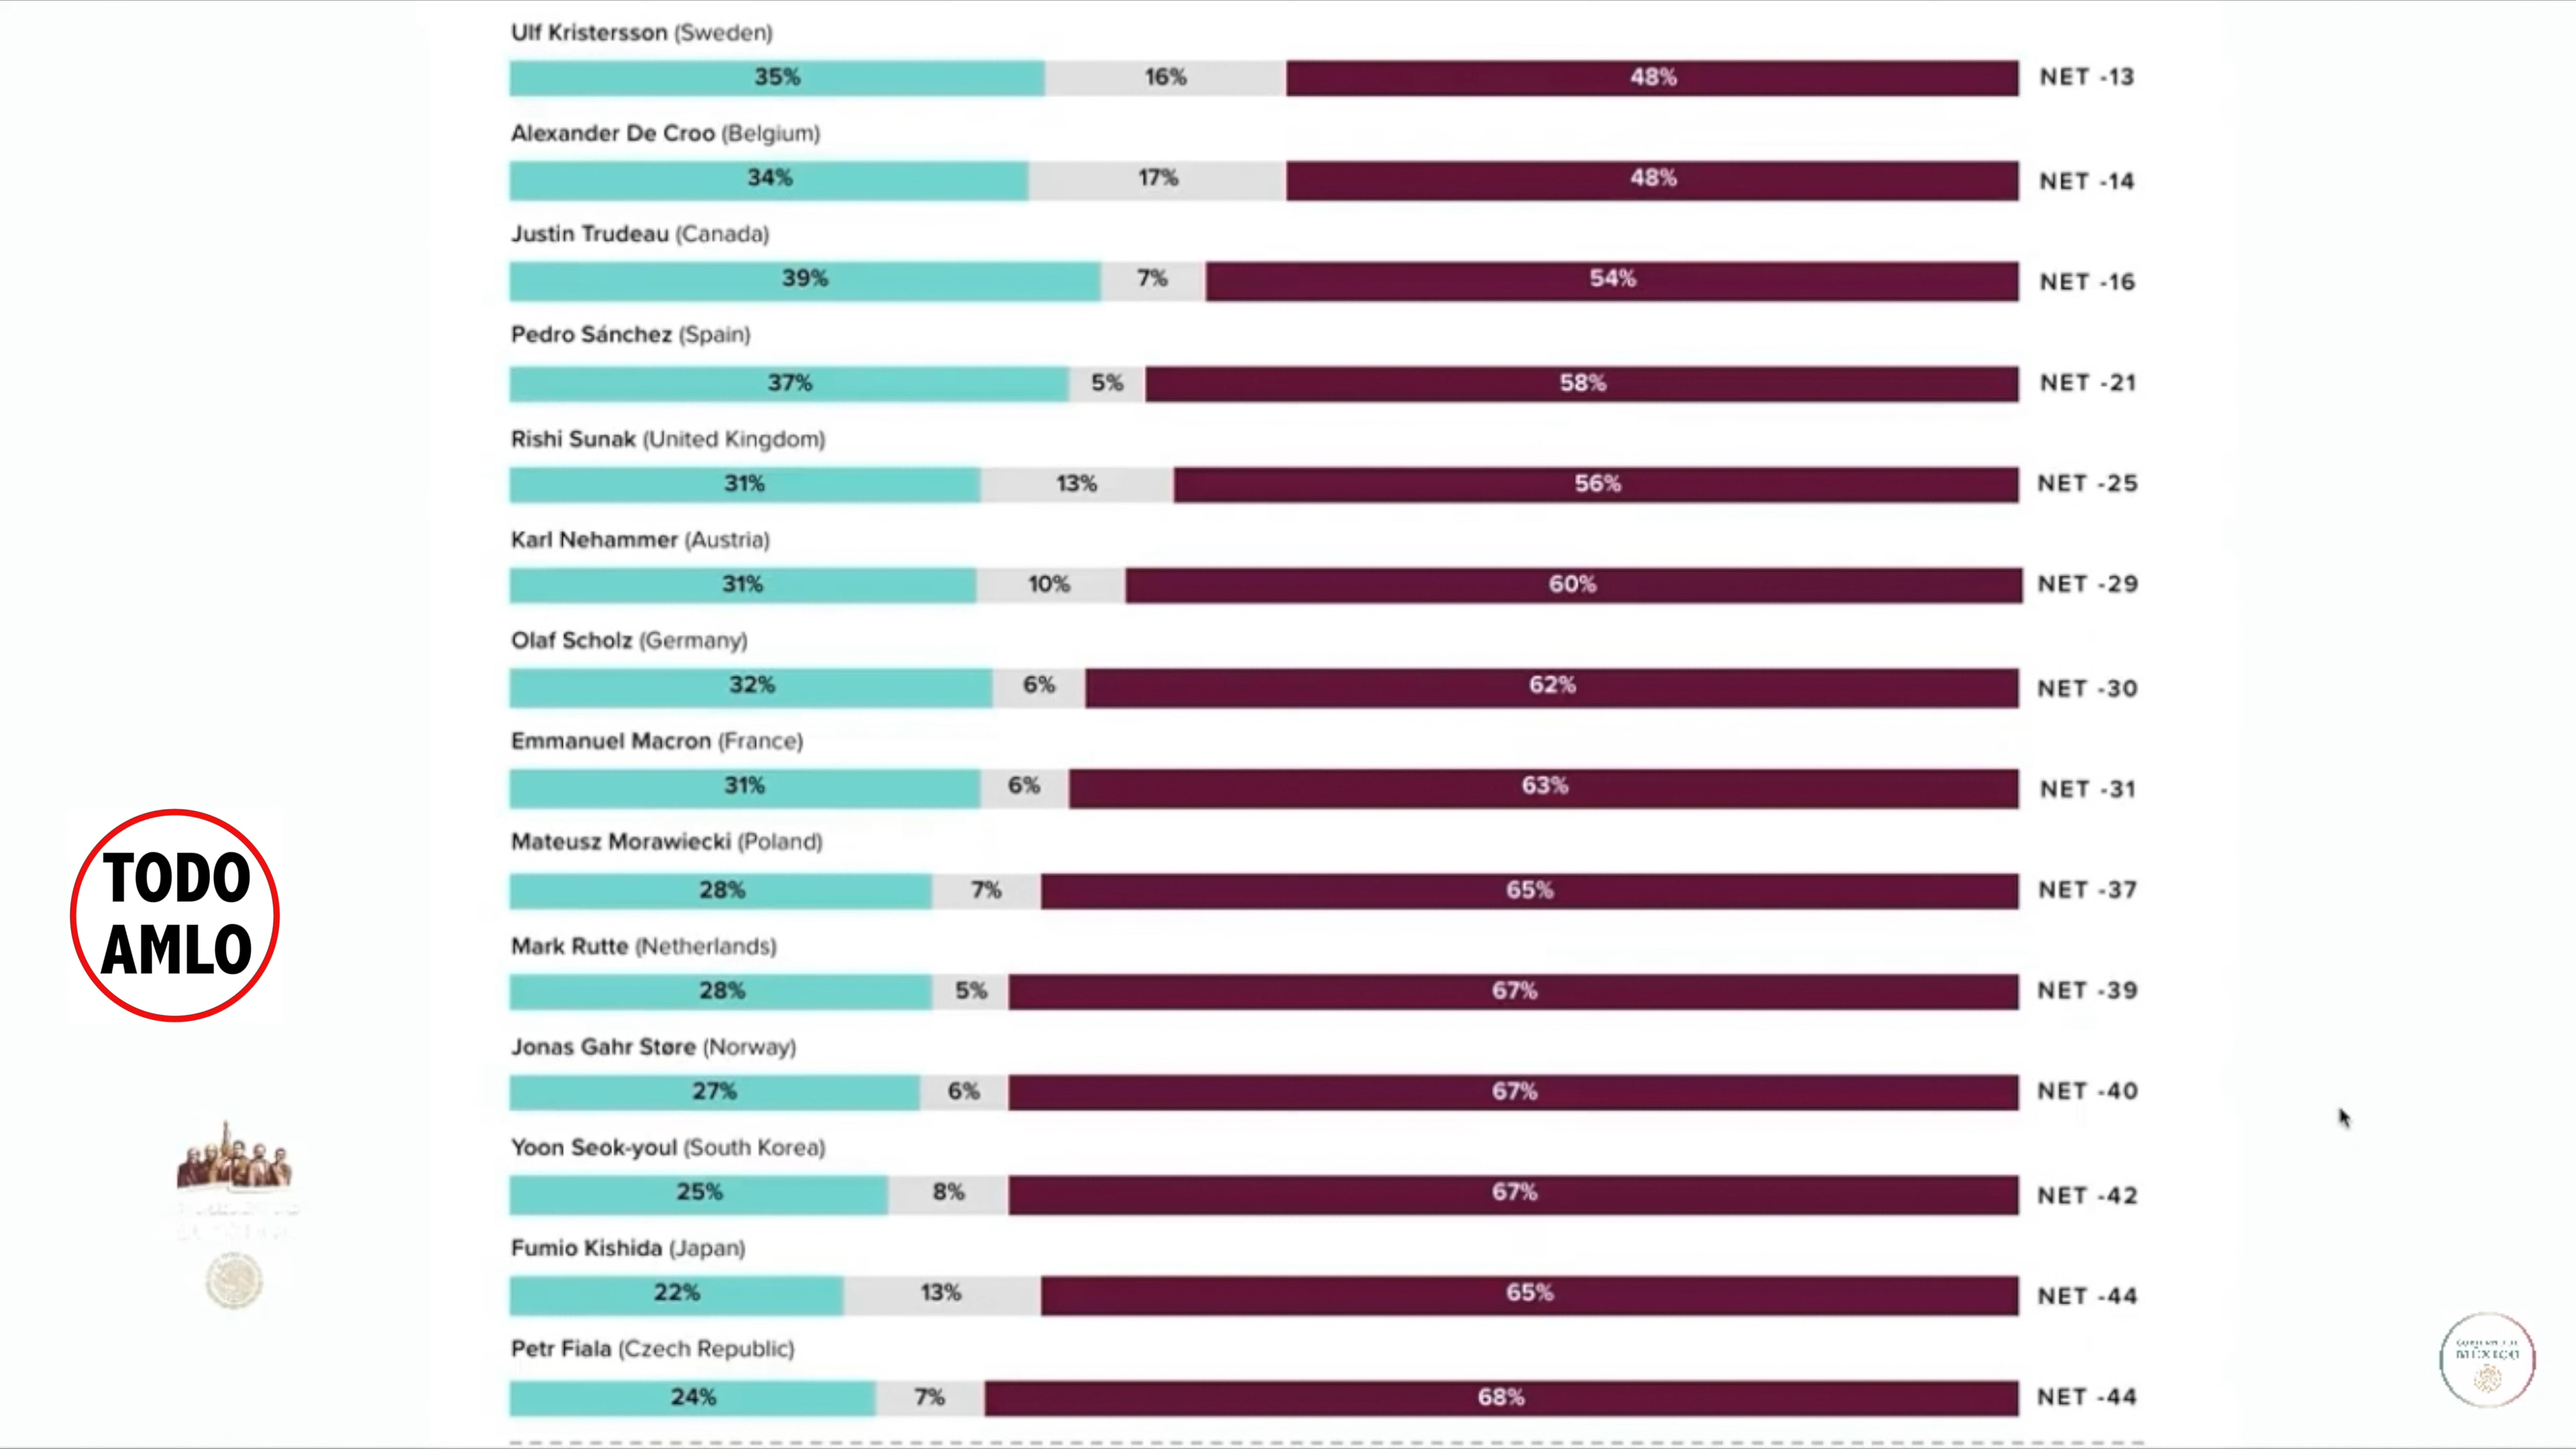 Ulf Kristersson (Sweden)
35% 16% 48% NET -13
Alexander De Croo (Belgium)
34% 17% 48% NET -14
Justin Trudeau (Canada)
39% 7% 54% NET -16
Pedro Sánchez (Spain)
37% 5% 58% NET -21
Rishi Sunak (United Kingdom)
31% 13% 56% NET -25
Karl Nehammer (Austria)
31% 10% 60% NET -29
Olaf Scholz (Germany)
32% 6% 62% NET -30
Emmanuel Macron (France)
31% 6% 63% NET -31
Mateusz Morawiecki (Poland)
28% 7% 65% NET -37
Mark Rutte (Netherlands)
28% 5% 67% NET -39
Jonas Gahr Støre (Norway)
27% 6% 67% NET -40
Yoon Seok-youl (South Korea)
25% 8% 67% NET -42
Fumio Kishida (Japan)
22% 13% 65% NET -44
Petr Fiala (Czech Republic)
24% 7% 68% NET -44
TODO
AMLO
GOBIERNO DE
MÉXICO